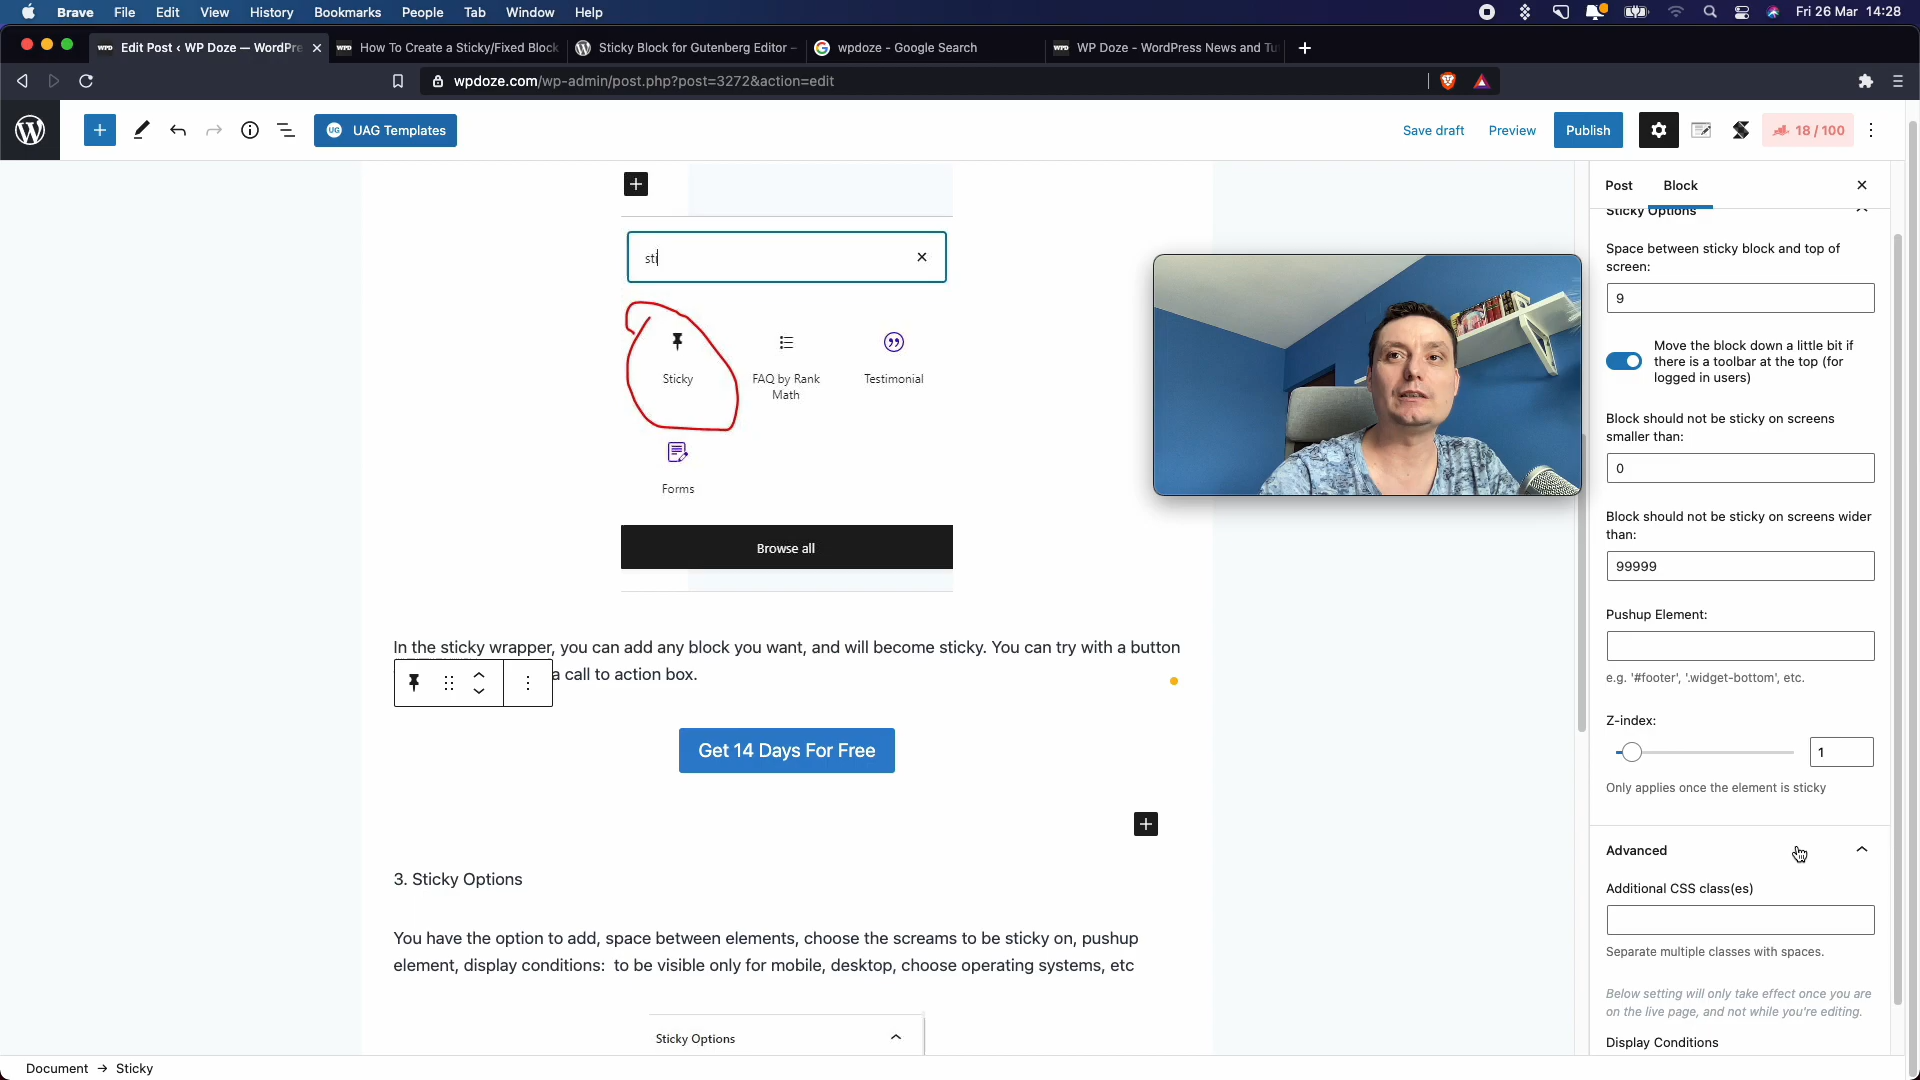 Brave File Edit View History Bookmarks People Tab Window Help Fri 26 Mar 14:28
WPD Edit Post ‹ WP Doze — WordPre
WPD How To Create a Sticky/Fixed Block
Sticky Block for Gutenberg Editor –
wpdoze - Google Search
WPD WP Doze - WordPress News and Tu
wpdoze.com/wp-admin/post.php?post=3272&action=edit
UG UAG Templates
Save draft Preview Publish 18 / 100
Post Block
Sticky Options
Space between sticky block and top of
screen:
9
Move the block down a little bit if
there is a toolbar at the top (for
logged in users)
Block should not be sticky on screens
smaller than:
0
Block should not be sticky on screens wider
than:
99999
Pushup Element:
e.g. '#footer', '.widget-bottom', etc.
Z-index:
1
Only applies once the element is sticky
Advanced
Additional CSS class(es)
Separate multiple classes with spaces.
Below setting will only take effect once you are
on the live page, and not while you're editing.
Display Conditions
sti
Sticky
FAQ by Rank
Math
Testimonial
Forms
Browse all
In the sticky wrapper, you can add any block you want, and will become sticky. You can try with a button
a call to action box.
Get 14 Days For Free
3. Sticky Options
You have the option to add, space between elements, choose the screams to be sticky on, pushup
element, display conditions: to be visible only for mobile, desktop, choose operating systems, etc
Sticky Options
Document → Sticky